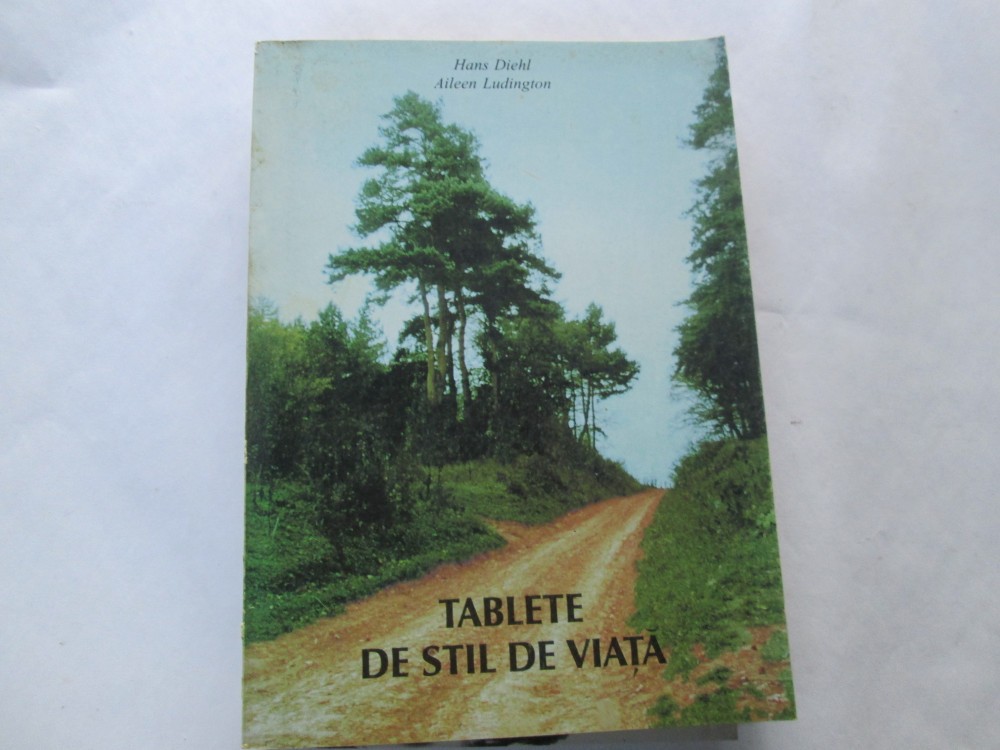 Hans Diehl
Aileen Ludington
TABLETE
DE STIL DE VIAȚĂ